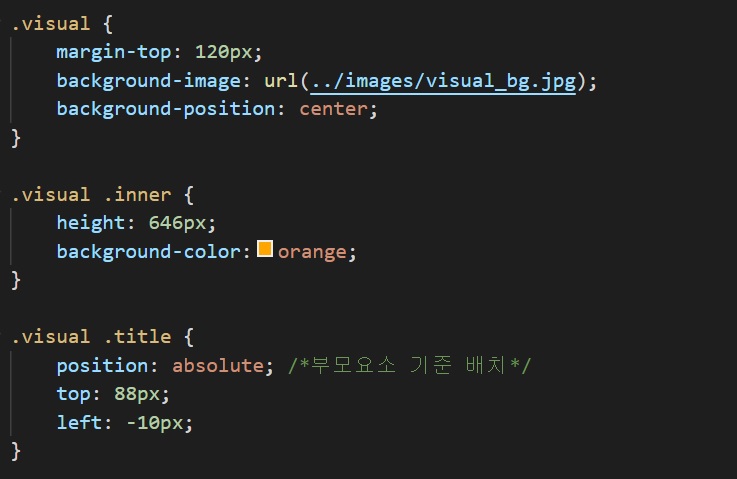 .visual {
    margin-top: 120px;
    background-image: url(../images/visual_bg.jpg);
    background-position: center;
}

.visual .inner {
    height: 646px;
    background-color: orange;
}

.visual .title {
    position: absolute; /*부모요소 기준 배치*/
    top: 88px;
    left: -10px;
}